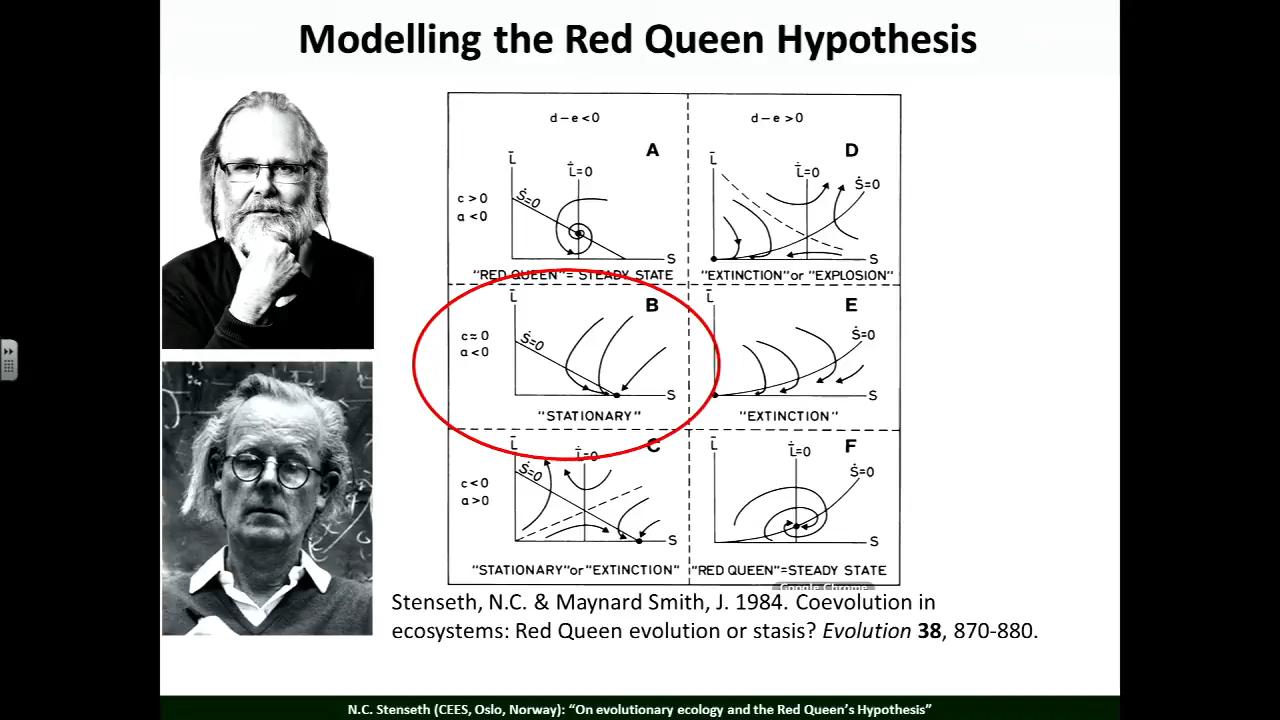 Modelling the Red Queen Hypothesis
d – e < 0
d – e > 0
c > 0
a < 0
A
L̄
L̇=0
Ṡ=0
S
"RED QUEEN"= STEADY STATE
D
L̄
L̇=0
Ṡ=0
S
"EXTINCTION" or "EXPLOSION"
c ≈ 0
a < 0
B
L̄
Ṡ=0
S
"STATIONARY"
E
L̄
Ṡ=0
S
"EXTINCTION"
c < 0
a > 0
C
L̄
L̇=0
Ṡ=0
S
"STATIONARY" or "EXTINCTION"
F
L̄
L̇=0
Ṡ=0
S
"RED QUEEN"=STEADY STATE
Google Chrome
Stenseth, N.C. & Maynard Smith, J. 1984. Coevolution in
ecosystems: Red Queen evolution or stasis? Evolution 38, 870-880.
N.C. Stenseth (CEES, Oslo, Norway): “On evolutionary ecology and the Red Queen’s Hypothesis”